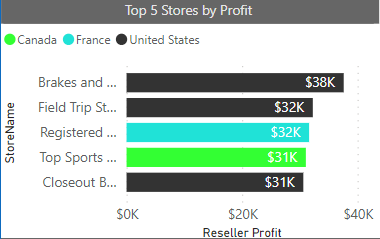 Top 5 Stores by Profit
Canada France United States
Brakes and ... $38K
Field Trip St... $32K
Registered ... $32K
Top Sports ... $31K
Closeout B... $31K
StoreName
$0K $20K $40K
Reseller Profit